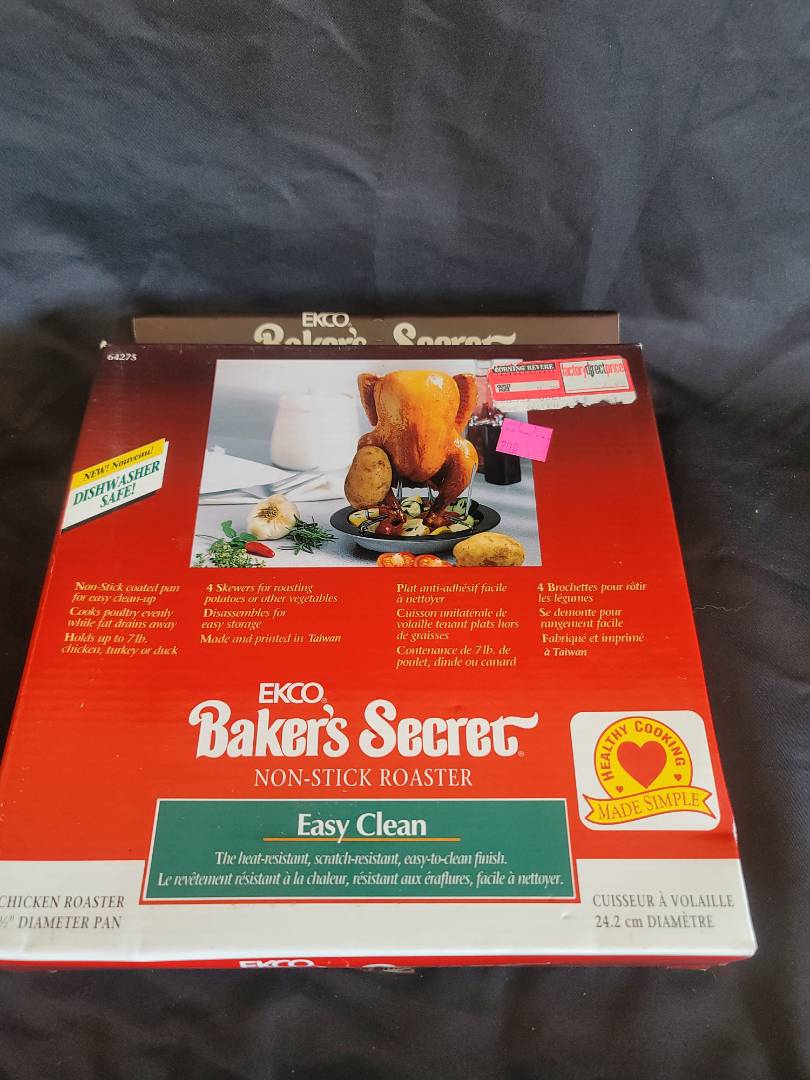 EKCO®
Baker's Secret
64275
CORNING REVERE
factory direct price
NEW! Nouveau!
DISHWASHER
SAFE!
Non-Stick coated pan
for easy clean-up
Cooks poultry evenly
while fat drains away
Holds up to 7lb.
chicken, turkey or duck
4 Skewers for roasting
potatoes or other vegetables
Disassembles for
easy storage
Made and printed in Taiwan
Plat anti-adhésif facile
à nettoyer
Cuisson unilatérale de
volaille tenant plats hors
de graisses
Contenance de 7lb. de
poulet, dinde ou canard
4 Brochettes pour rôtir
les légumes
Se demonte pour
rangement facile
Fabriqué et imprimé
à Taiwan
EKCO®
Baker's Secret®
NON-STICK ROASTER
HEALTHY COOKING
MADE SIMPLE
Easy Clean
The heat-resistant, scratch-resistant, easy-to-clean finish.
Le revêtement résistant à la chaleur, résistant aux éraflures, facile à nettoyer.
CHICKEN ROASTER
½" DIAMETER PAN
CUISSEUR À VOLAILLE
24.2 cm DIAMÈTRE
EKCO